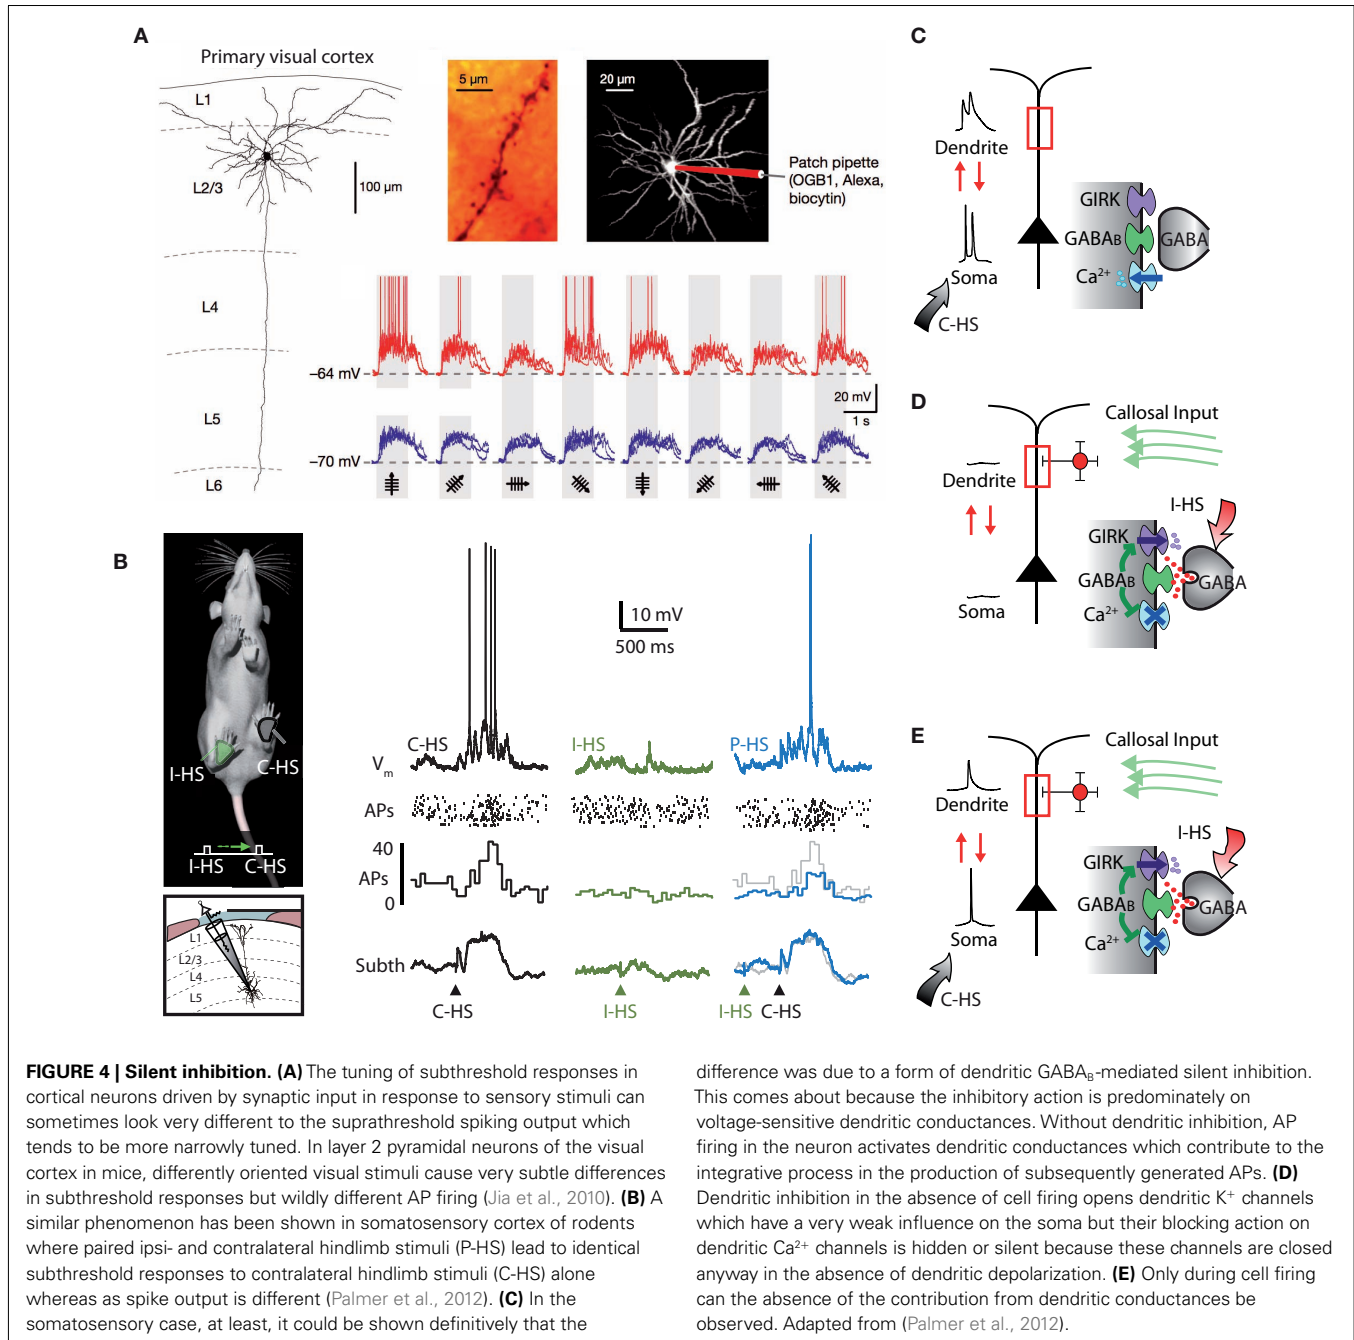 A
Primary visual cortex
L1
L2/3
100 µm
L4
L5
L6
5 µm
20 µm
Patch pipette
(OGB1, Alexa,
biocytin)
–64 mV
20 mV
1 s
–70 mV
B
I-HS
C-HS
I-HS
C-HS
L1
L2/3
L4
L5
10 mV
500 ms
C-HS
I-HS
P-HS
Vm
APs
40
APs
0
Subth
C-HS
I-HS
I-HS
C-HS
C
Dendrite
Soma
C-HS
GIRK
GABAB
Ca2+
GABA
D
Callosal Input
Dendrite
Soma
I-HS
GIRK
GABAB
Ca2+
GABA
E
Callosal Input
Dendrite
Soma
C-HS
I-HS
GIRK
GABAB
Ca2+
GABA
FIGURE 4 | Silent inhibition. (A) The tuning of subthreshold responses in
cortical neurons driven by synaptic input in response to sensory stimuli can
sometimes look very different to the suprathreshold spiking output which
tends to be more narrowly tuned. In layer 2 pyramidal neurons of the visual
cortex in mice, differently oriented visual stimuli cause very subtle differences
in subthreshold responses but wildly different AP firing (Jia et al., 2010). (B) A
similar phenomenon has been shown in somatosensory cortex of rodents
where paired ipsi- and contralateral hindlimb stimuli (P-HS) lead to identical
subthreshold responses to contralateral hindlimb stimuli (C-HS) alone
whereas as spike output is different (Palmer et al., 2012). (C) In the
somatosensory case, at least, it could be shown definitively that the
difference was due to a form of dendritic GABAB-mediated silent inhibition.
This comes about because the inhibitory action is predominately on
voltage-sensitive dendritic conductances. Without dendritic inhibition, AP
firing in the neuron activates dendritic conductances which contribute to the
integrative process in the production of subsequently generated APs. (D)
Dendritic inhibition in the absence of cell firing opens dendritic K+ channels
which have a very weak influence on the soma but their blocking action on
dendritic Ca2+ channels is hidden or silent because these channels are closed
anyway in the absence of dendritic depolarization. (E) Only during cell firing
can the absence of the contribution from dendritic conductances be
observed. Adapted from (Palmer et al., 2012).